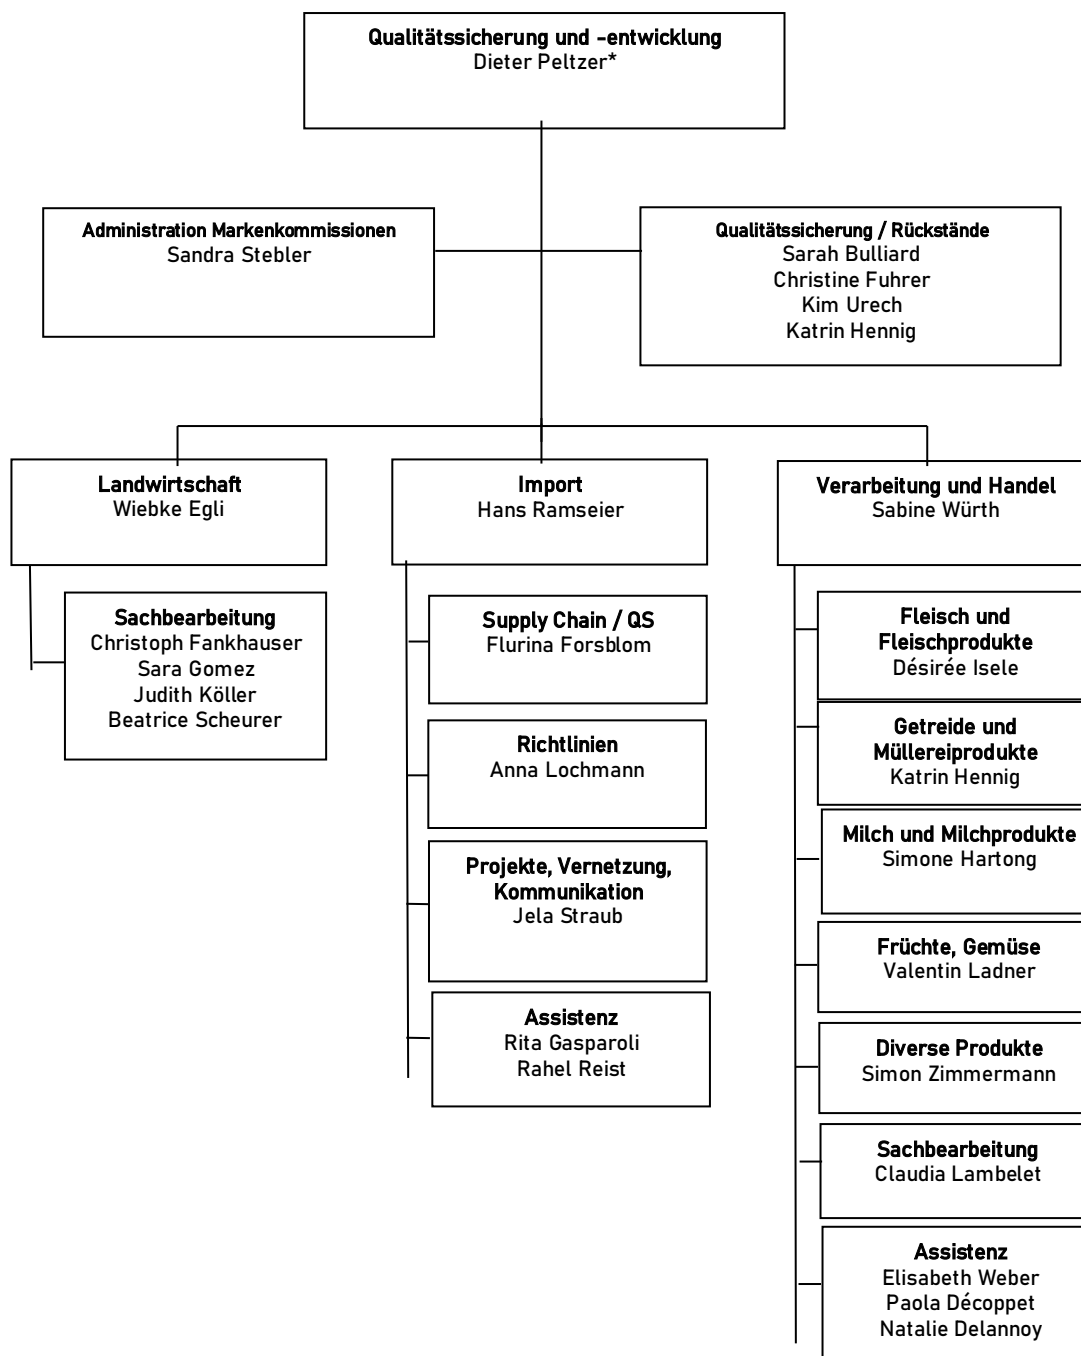 Qualitätssicherung und -entwicklung
Dieter Peltzer*
Administration Markenkommissionen
Sandra Stebler
Qualitätssicherung / Rückstände
Sarah Bulliard
Christine Fuhrer
Kim Urech
Katrin Hennig
Landwirtschaft
Wiebke Egli
Sachbearbeitung
Christoph Fankhauser
Sara Gomez
Judith Köller
Beatrice Scheurer
Import
Hans Ramseier
Supply Chain / QS
Flurina Forsblom
Richtlinien
Anna Lochmann
Projekte, Vernetzung,
Kommunikation
Jela Straub
Assistenz
Rita Gasparoli
Rahel Reist
Verarbeitung und Handel
Sabine Würth
Fleisch und
Fleischprodukte
Désirée Isele
Getreide und
Müllereiprodukte
Katrin Hennig
Milch und Milchprodukte
Simone Hartong
Früchte, Gemüse
Valentin Ladner
Diverse Produkte
Simon Zimmermann
Sachbearbeitung
Claudia Lambelet
Assistenz
Elisabeth Weber
Paola Décoppet
Natalie Delannoy